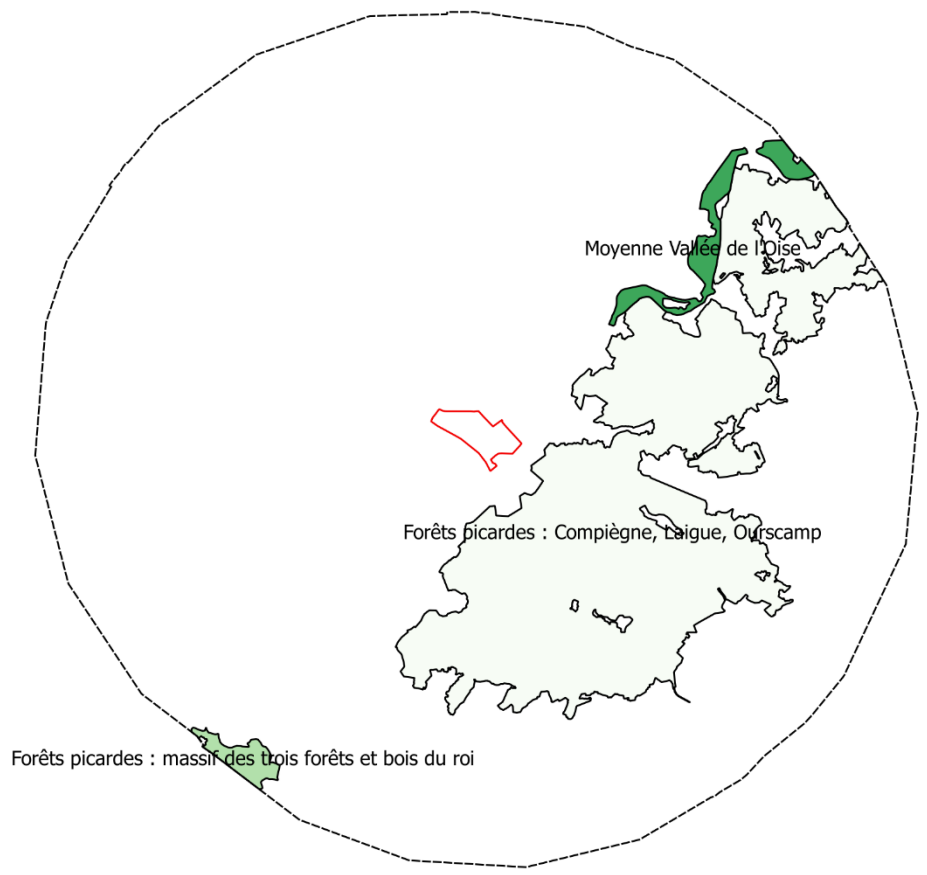 Moyenne Vallée de l'Oise
Forêts picardes : Compiègne, Laigue, Ourscamp
Forêts picardes : massif des trois forêts et bois du roi